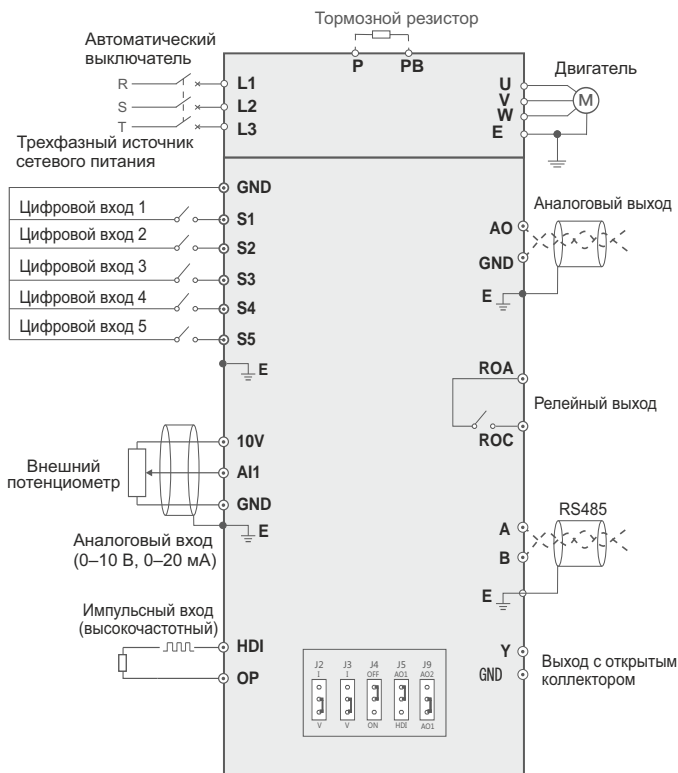 Тормозной резистор
Автоматический
выключатель
P PB
Двигатель
R L1
S L2
T L3
U
V
W
E
M
Трехфазный источник
сетевого питания
GND
Цифровой вход 1
S1
Цифровой вход 2
S2
Цифровой вход 3
S3
Цифровой вход 4
S4
Цифровой вход 5
S5
E
Аналоговый выход
AO
GND
E
ROA
Релейный выход
ROC
10V
Внешний
потенциометр
AI1
GND
E
Аналоговый вход
(0–10 В, 0–20 мА)
RS485
A
B
E
Импульсный вход
(высокочастотный)
HDI
OP
J2 J3 J4 J5 J9
I I OFF AO1 AO2
V V ON HDI AO1
Y
GND
Выход с открытым
коллектором